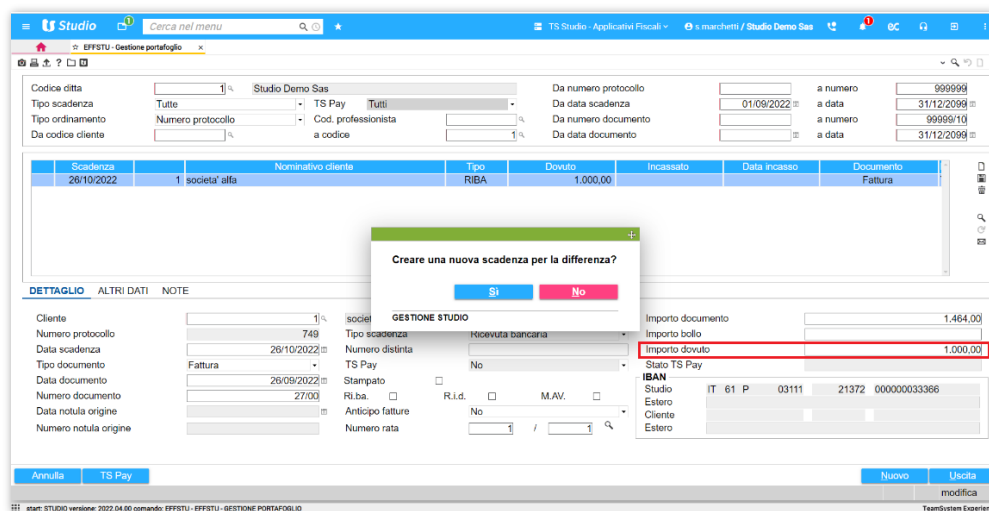 Studio 1 Cerca nel menu TS Studio - Applicativi Fiscali s marchetti / Studio Demo Sas 1 ec
EFFSTU - Gestione portafoglio ×
Codice ditta 1 Studio Demo Sas Da numero protocollo a numero 999999
Tipo scadenza Tutte TS Pay Tutti Da data scadenza 01/09/2022 a data 31/12/2099
Tipo ordinamento Numero protocollo Cod. professionista Da numero documento a numero 99999/10
Da codice cliente a codice 1 Da data documento a data 31/12/2099
Scadenza Nominativo cliente Tipo Dovuto Incassato Data incasso Documento
26/10/2022 1 societa' alfa RIBA 1.000,00 Fattura
Creare una nuova scadenza per la differenza?
Sì No
GESTIONE STUDIO
DETTAGLIO ALTRI DATI NOTE
Cliente 1 societ Importo documento 1.464,00
Numero protocollo 749 Tipo scadenza Ricevuta bancaria Importo bollo
Data scadenza 26/10/2022 Numero distinta Importo dovuto 1.000,00
Tipo documento Fattura TS Pay No Stato TS Pay
Data documento 26/09/2022 Stampato IBAN
Numero documento 27/00 Ri.ba. R.i.d. M.AV. Studio IT 61 P 03111 21372 000000033366
Data notula origine Anticipo fatture No Estero
Numero notula origine Numero rata 1 / 1 Cliente
Estero
Annulla TS Pay Nuovo Uscita
modifica
start: STUDIO versione: 2022.04.00 comando: EFFSTU - EFFSTU - GESTIONE PORTAFOGLIO TeamSystem Experien